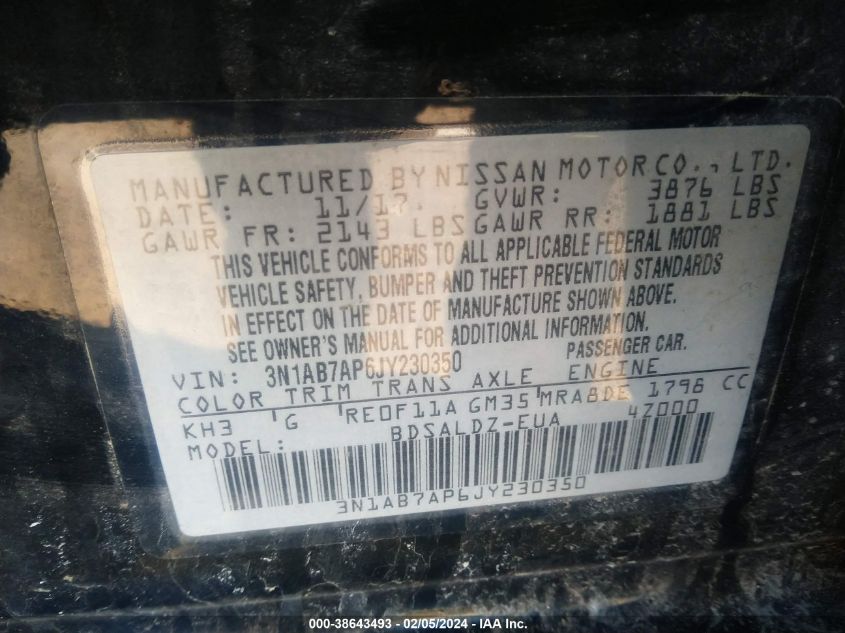 MANUFACTURED BY NISSAN MOTOR CO., LTD.
DATE: 11/17 GVWR: 3876 LBS
GAWR FR: 2143 LBS GAWR RR: 1881 LBS
THIS VEHICLE CONFORMS TO ALL APPLICABLE FEDERAL MOTOR
VEHICLE SAFETY, BUMPER AND THEFT PREVENTION STANDARDS
IN EFFECT ON THE DATE OF MANUFACTURE SHOWN ABOVE.
SEE OWNER'S MANUAL FOR ADDITIONAL INFORMATION.
VIN: 3N1AB7AP6JY230350 PASSENGER CAR.
COLOR TRIM TRANS AXLE ENGINE
KH3 G RE0F11A GM35 MRA8DE 1798 CC
MODEL: BDSALDZ-EUA 4Z000
3N1AB7AP6JY230350
000-38643493 - 02/05/2024 - IAA Inc.